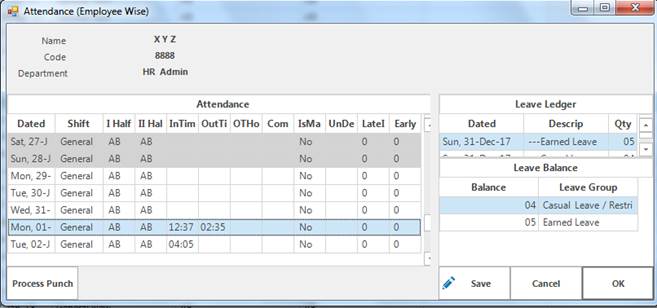 Attendance (Employee Wise)
Name X Y Z
Code 8888
Department HR Admin
Attendance
Dated Shift I Half II Hal InTim OutTi OTHo Com IsMa UnDe LateI Early
Sat, 27-J General AB AB No 0 0
Sun, 28-J General AB AB No 0 0
Mon, 29- General AB AB No 0 0
Tue, 30-J General AB AB No 0 0
Wed, 31- General AB AB No 0 0
Mon, 01- General AB AB 12:37 02:35 No 0 0
Tue, 02-J General AB AB 04:05 No 0 0
Leave Ledger
Dated Descrip Qty
Sun, 31-Dec-17 ---Earned Leave 05
Leave Balance
Balance Leave Group
04 Casual Leave / Restri
05 Earned Leave
Process Punch
Save Cancel OK